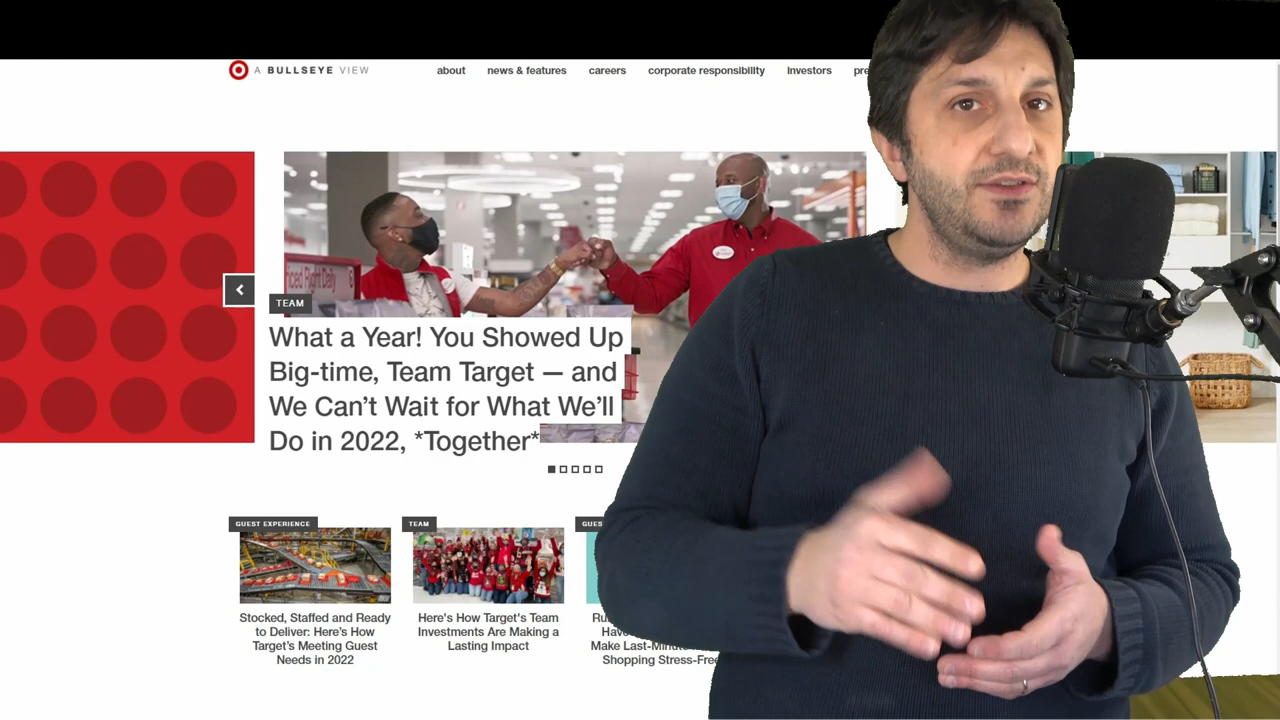 A BULLSEYE VIEW
about news & features careers corporate responsibility investors
Priced Right Daily
TEAM
What a Year! You Showed Up
Big-time, Team Target — and
We Can't Wait for What We'll
Do in 2022, *Together*
GUEST EXPERIENCE
Stocked, Staffed and Ready
to Deliver: Here's How
Target's Meeting Guest
Needs in 2022
TEAM
Here's How Target's Team
Investments Are Making a
Lasting Impact
Make Last-Minute
Shopping